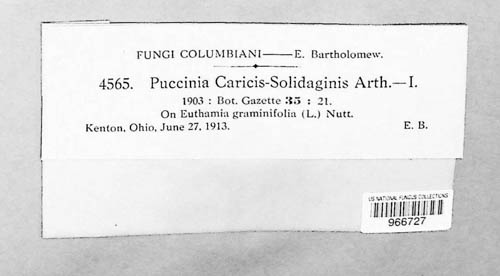 FUNGI COLUMBIANI—E. Bartholomew.
4565. Puccinia Caricis-Solidaginis Arth.—I.
1903 : Bot. Gazette 35 : 21.
On Euthamia graminifolia (L.) Nutt.
Kenton, Ohio, June 27, 1913. E. B.
US NATIONAL FUNGUS COLLECTIONS
966727